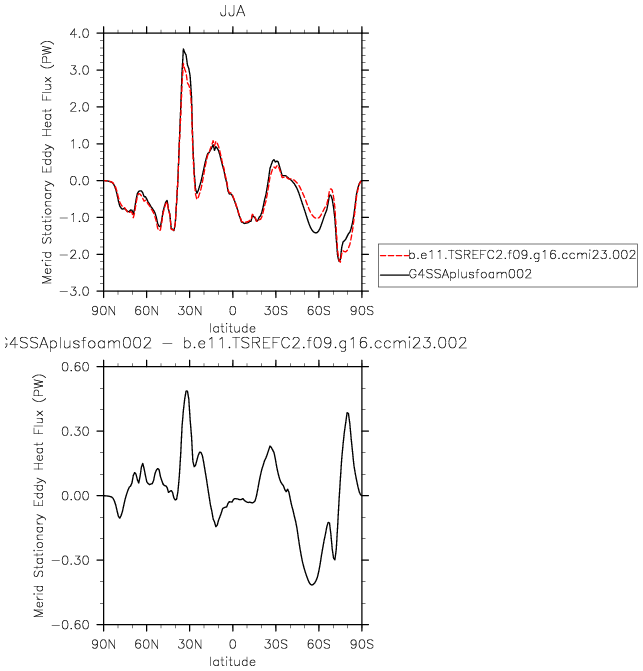 JJA
Merid Stationary Eddy Heat Flux (PW)
4.0
3.0
2.0
1.0
0.0
-1.0
-2.0
-3.0
90N 60N 30N 0 30S 60S 90S
latitude
b.e11.TSREFC2.f09.g16.ccmi23.002
G4SSAplusfoam002
G4SSAplusfoam002 - b.e11.TSREFC2.f09.g16.ccmi23.002
Merid Stationary Eddy Heat Flux (PW)
0.60
0.30
0.00
-0.30
-0.60
90N 60N 30N 0 30S 60S 90S
latitude